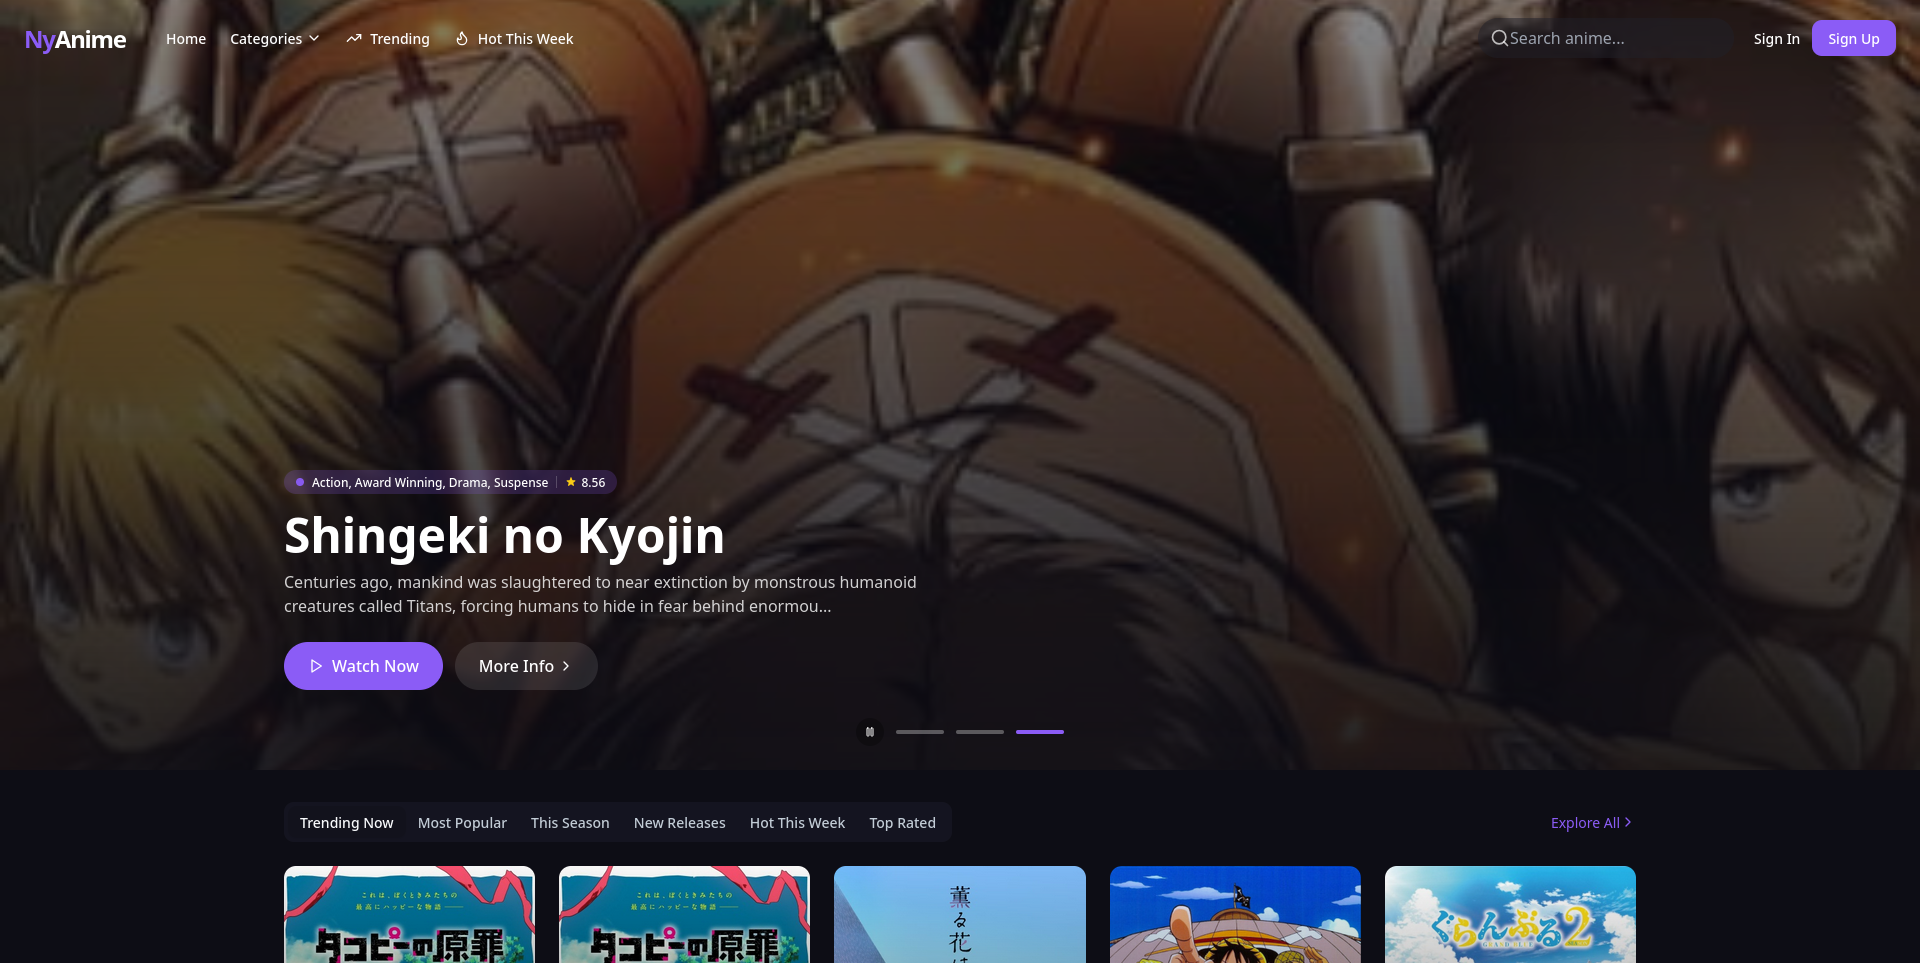 NyAnime
Home
Categories
Trending
Hot This Week
Search anime...
Sign In
Sign Up
Action, Award Winning, Drama, Suspense
8.56
Shingeki no Kyojin
Centuries ago, mankind was slaughtered to near extinction by monstrous humanoid
creatures called Titans, forcing humans to hide in fear behind enormou...
Watch Now
More Info
Trending Now
Most Popular
This Season
New Releases
Hot This Week
Top Rated
Explore All
これは、ぼくときみたちの
最高にハッピーな物語
タコピーの原罪
これは、ぼくときみたちの
最高にハッピーな物語
タコピーの原罪
薫る花は
ぐらんぶる2